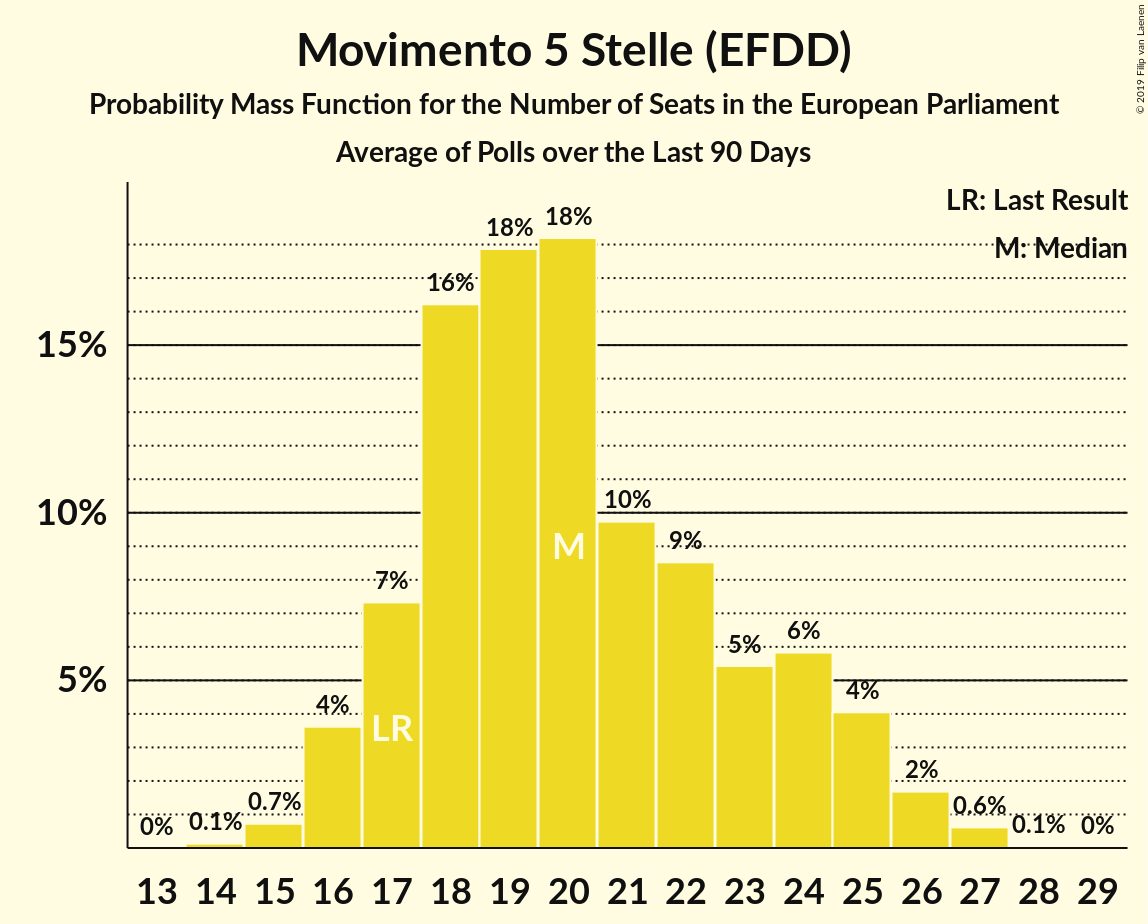 Movimento 5 Stelle (EFDD)
Probability Mass Function for the Number of Seats in the European Parliament
Average of Polls over the Last 90 Days
© 2019 Filip van Laenen
LR: Last Result
M: Median
15%
10%
5%
0%
0.1%
0.7%
4%
7%
16%
18%
18%
10%
9%
5%
6%
4%
2%
0.6%
0.1%
0%
LR
M
13 14 15 16 17 18 19 20 21 22 23 24 25 26 27 28 29